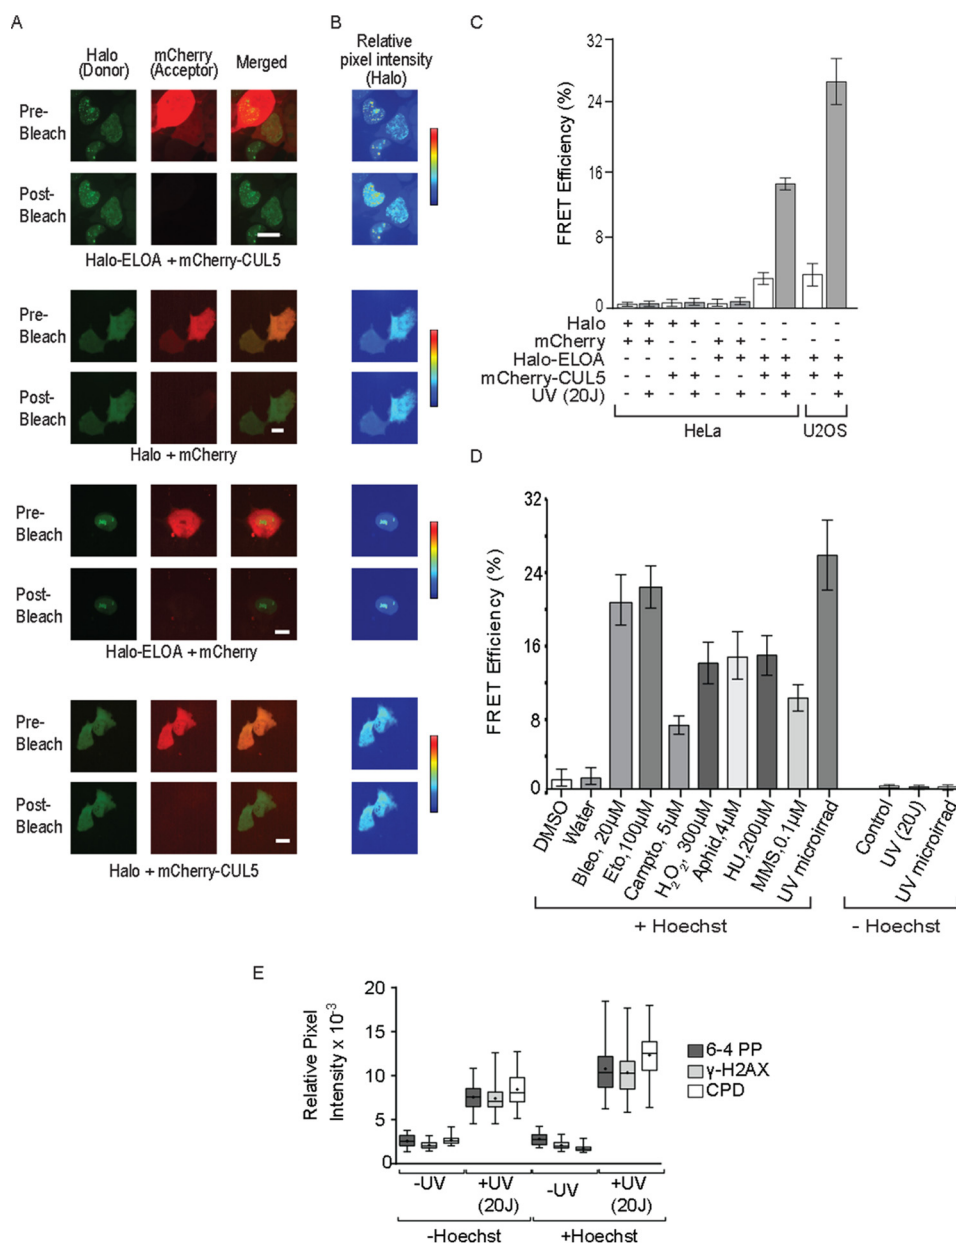 A
Halo
(Donor)
mCherry
(Acceptor)
Merged
Pre-
Bleach
Post-
Bleach
Halo-ELOA + mCherry-CUL5
Pre-
Bleach
Post-
Bleach
Halo + mCherry
Pre-
Bleach
Post-
Bleach
Halo-ELOA + mCherry
Pre-
Bleach
Post-
Bleach
Halo + mCherry-CUL5
B
Relative
pixel intensity
(Halo)
C
FRET Efficiency (%)
32
24
16
8
0
Halo + + + + - - - - - -
mCherry + + - - + + - - - -
Halo-ELOA - - - - + + + + + +
mCherry-CUL5 - - + + - - + + + +
UV (20J) - + - + - + - + - +
HeLa
U2OS
D
FRET Efficiency (%)
32
24
16
8
0
DMSO
Water
Bleo, 20µM
Eto, 100µM
Campto, 5µM
H2O2, 300µM
Aphid,4µM
HU,200µM
MMS,0.1µM
UV microirrad
Control
UV (20J)
UV microirrad
+ Hoechst
- Hoechst
E
Relative Pixel
Intensity x 10-3
20
15
10
5
0
-UV
+UV
(20J)
-UV
+UV
(20J)
-Hoechst
+Hoechst
6-4 PP
γ-H2AX
CPD